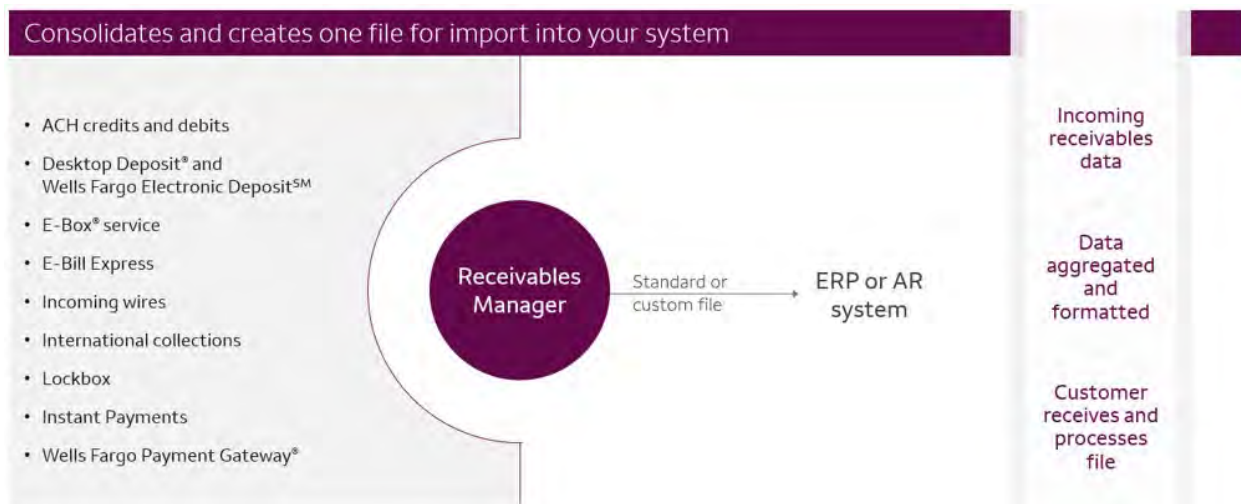 Consolidates and creates one file for import into your system
• ACH credits and debits
• Desktop Deposit® and
Wells Fargo Electronic Deposit℠
• E-Box® service
• E-Bill Express
• Incoming wires
• International collections
• Lockbox
• Instant Payments
• Wells Fargo Payment Gateway®
Receivables
Manager
Standard or
custom file
ERP or AR
system
Incoming
receivables
data
Data
aggregated
and
formatted
Customer
receives and
processes
file